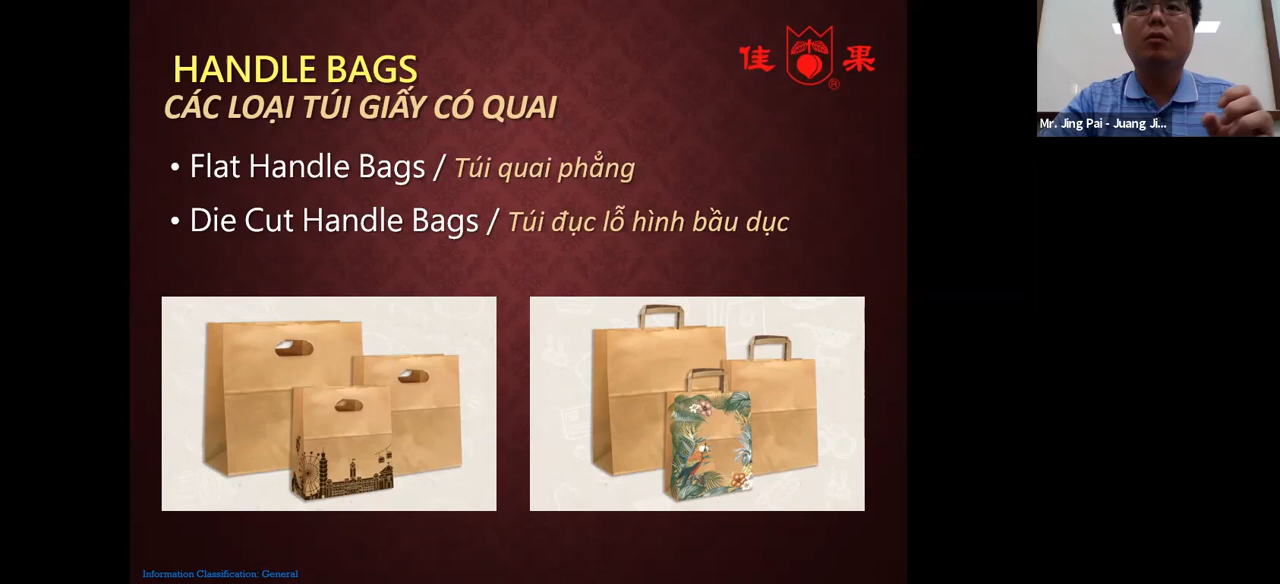 HANDLE BAGS
CÁC LOẠI TÚI GIẤY CÓ QUAI
佳 果
®
• Flat Handle Bags / Túi quai phẳng
• Die Cut Handle Bags / Túi đục lỗ hình bầu dục
Information Classification: General
Mr. Jing Pai - Juang Ji...